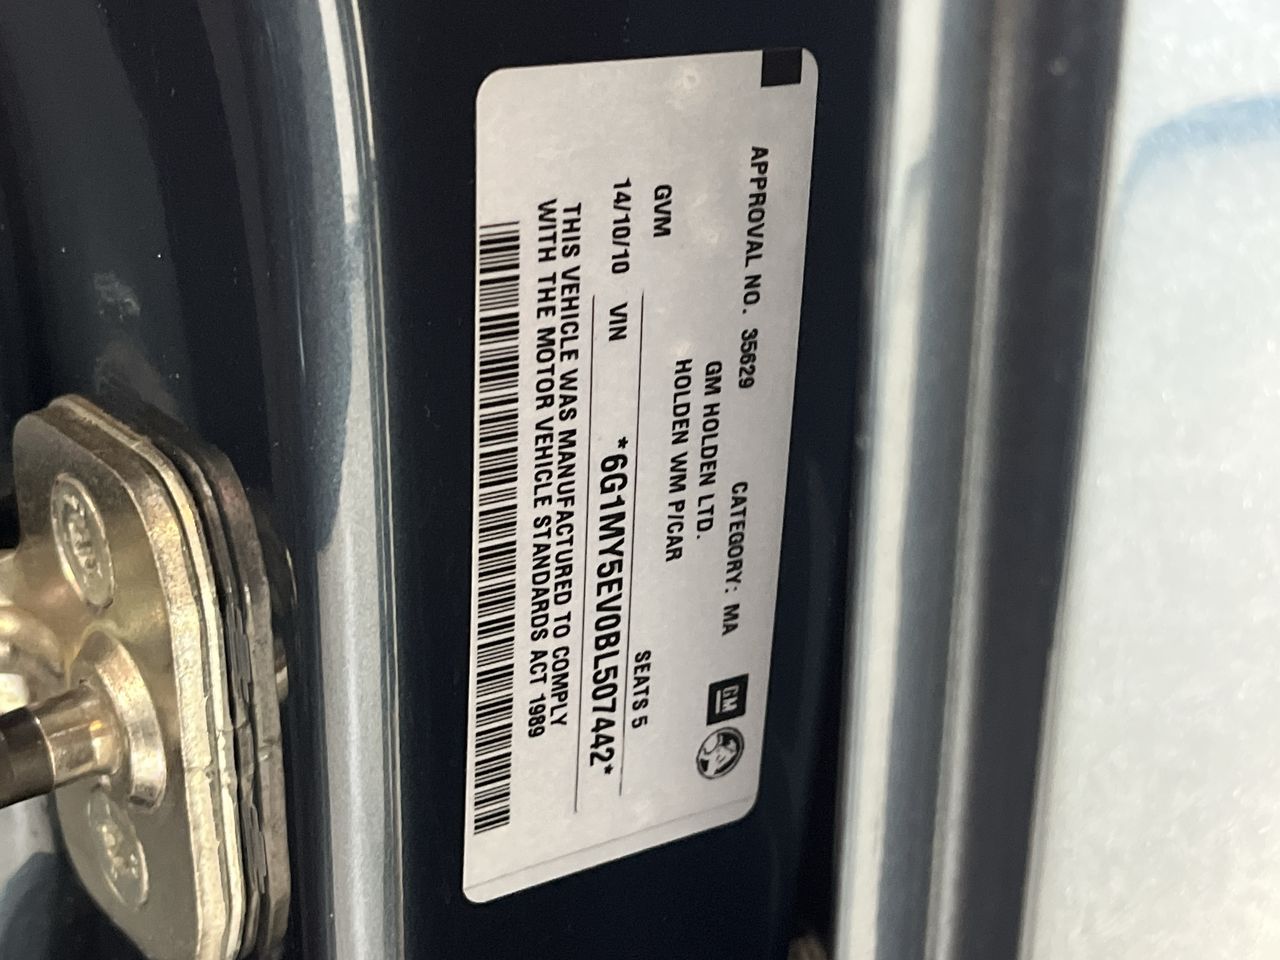 APPROVAL NO. 35629 CATEGORY: MA
GM HOLDEN LTD.
HOLDEN WM P/CAR
GM
GVM SEATS 5
14/10/10 VIN *6G1MY5EV0BL507442*
THIS VEHICLE WAS MANUFACTURED TO COMPLY
WITH THE MOTOR VEHICLE STANDARDS ACT 1989